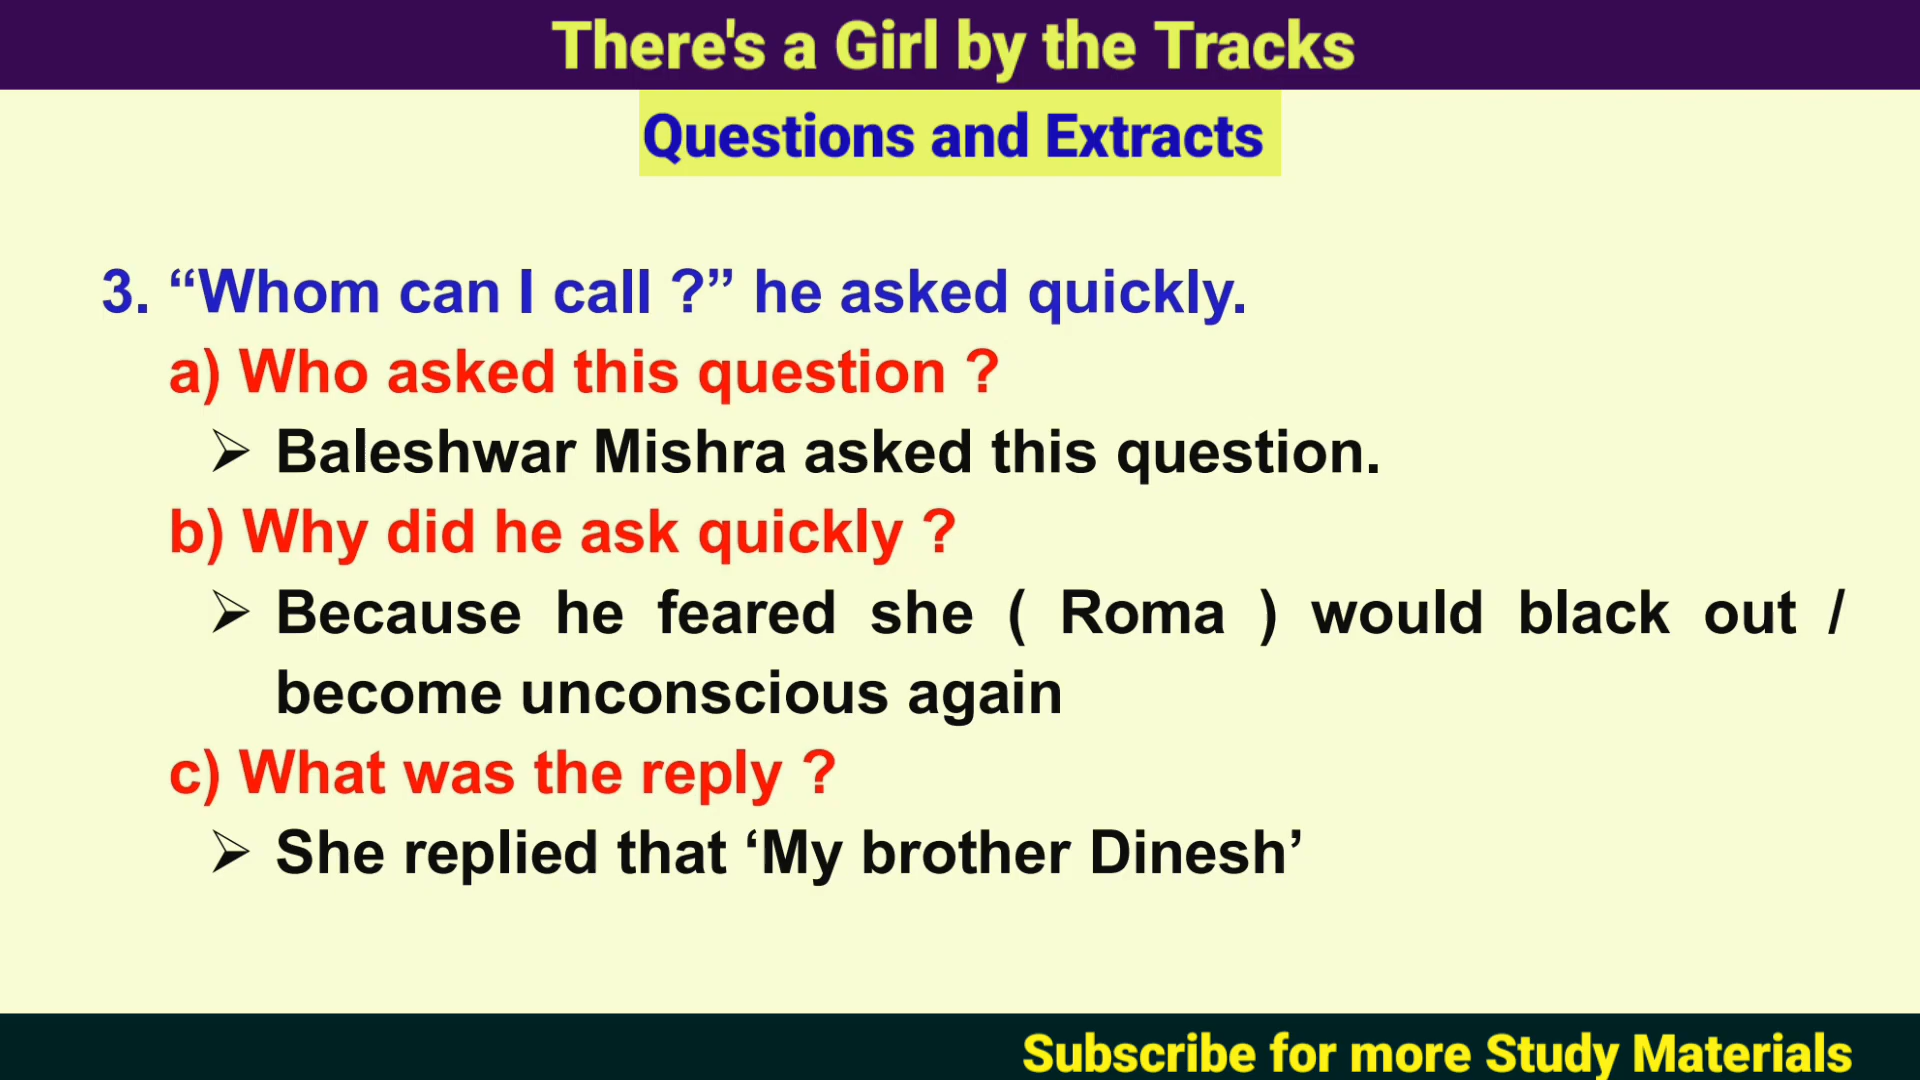 There's a Girl by the Tracks
Questions and Extracts
3. “Whom can I call ?” he asked quickly.
a) Who asked this question ?
➢ Baleshwar Mishra asked this question.
b) Why did he ask quickly ?
➢ Because he feared she ( Roma ) would black out /
become unconscious again
c) What was the reply ?
➢ She replied that ‘My brother Dinesh’
Subscribe for more Study Materials